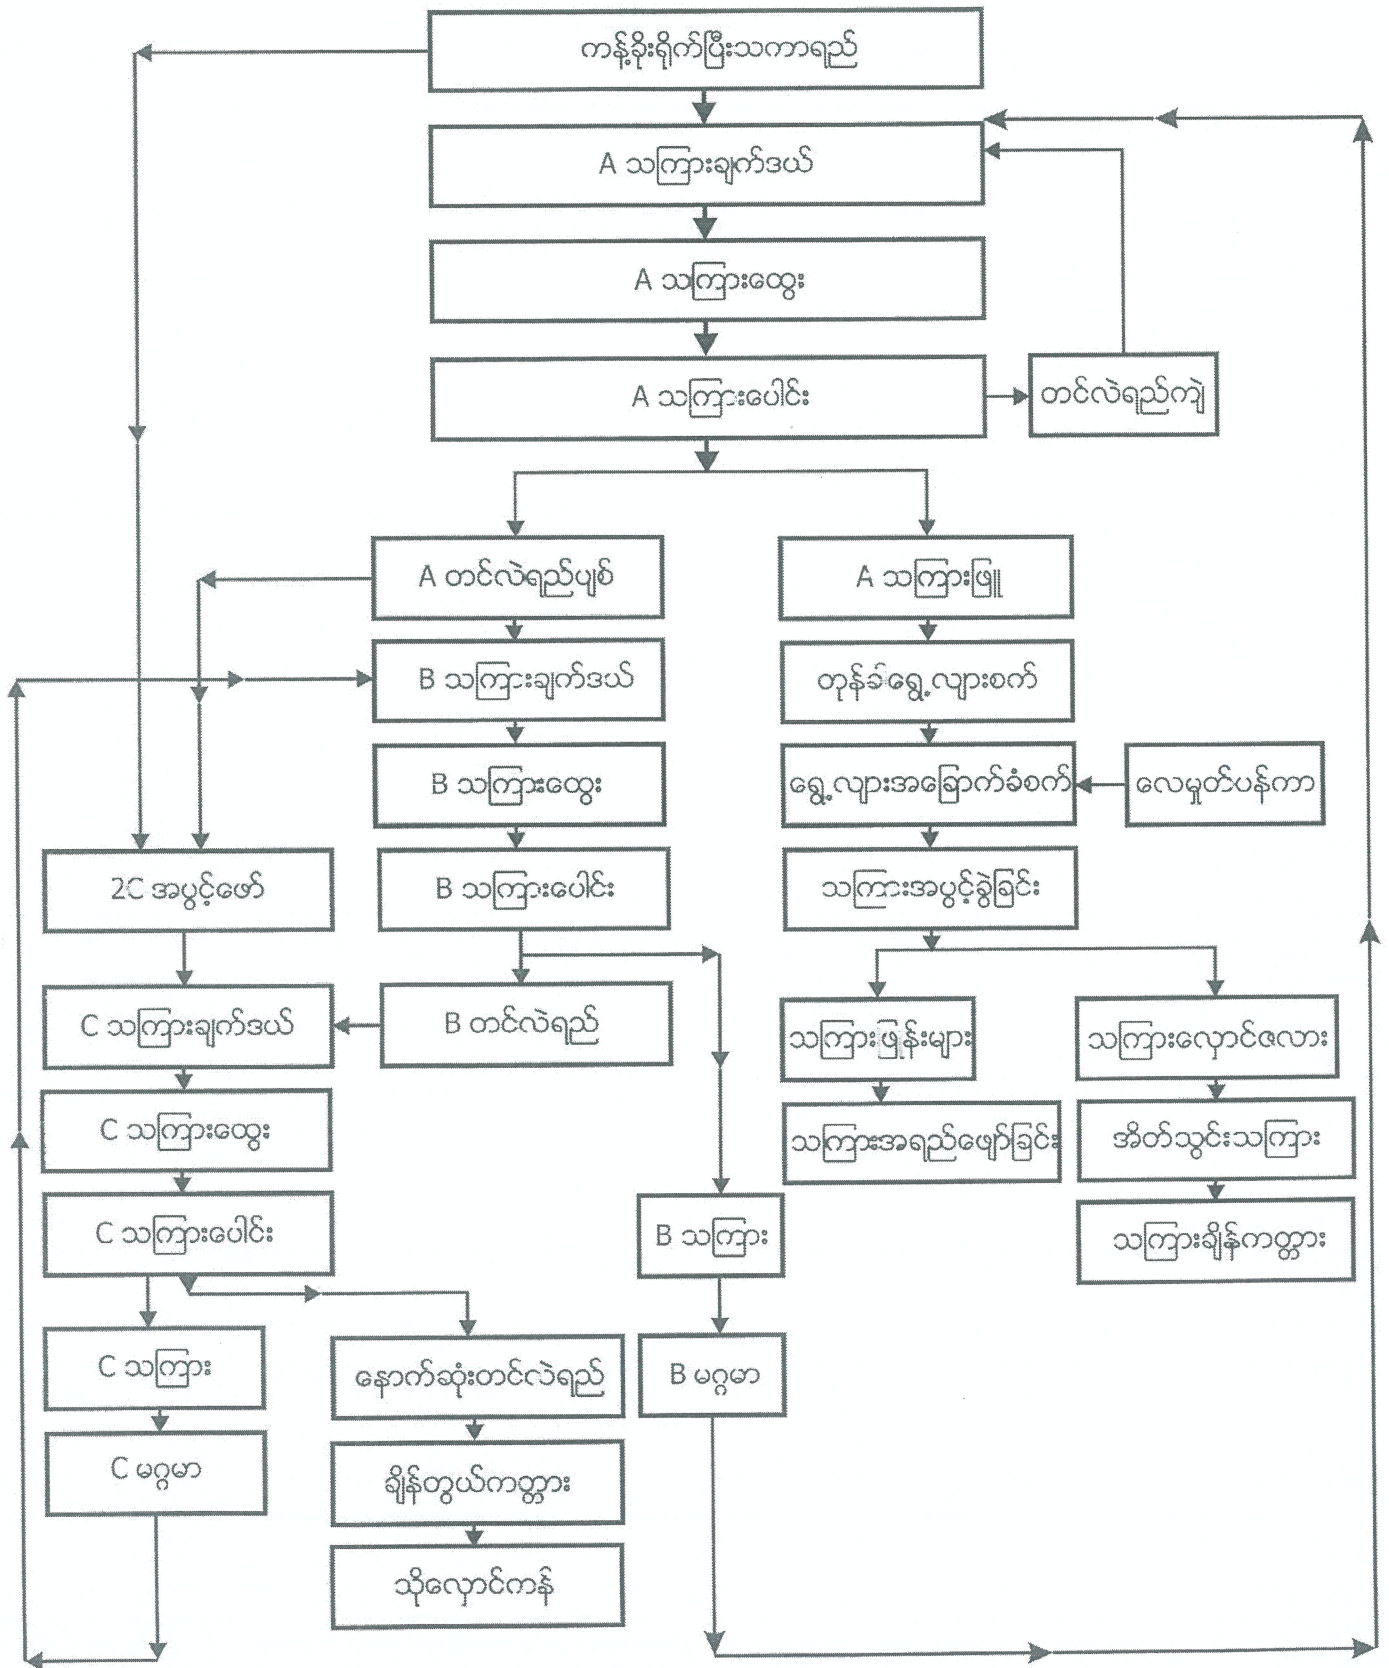 ကန့်ခိုးရိုက်ပြီးသကာရည်
A သကြားချက်ဒယ်
A သကြားထွေး
A သကြားပေါင်း
တင်လဲရည်ကျဲ
A တင်လဲရည်ပျစ်
A သကြားဖြူ
B သကြားချက်ဒယ်
တုန်ခါရွေ့လျားစက်
B သကြားထွေး
ရွေ့လျားအခြောက်ခံစက်
လေမှုတ်ပန်ကာ
2C အပွင့်ဖော်
B သကြားပေါင်း
သကြားအပွင့်ခွဲခြင်း
C သကြားချက်ဒယ်
B တင်လဲရည်
သကြားဖြုန်းများ
သကြားလှောင်ဇလား
C သကြားထွေး
သကြားအရည်ဖျော်ခြင်း
အိတ်သွင်းသကြား
C သကြားပေါင်း
B သကြား
သကြားချိန်ကတ္တား
C သကြား
နောက်ဆုံးတင်လဲရည်
B မဂ္ဂမာ
C မဂ္ဂမာ
ချိန်တွယ်ကတ္တား
သိုလှောင်ကန်